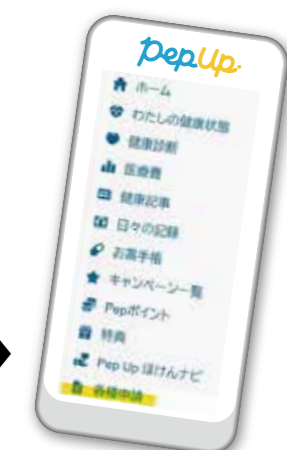 PepUp
ホーム
わたしの健康状態
健康診断
医療費
健康記事
日々の記録
お薬手帳
キャンペーン一覧
Pepポイント
特典
Pep Up ほけんナビ
各種申請